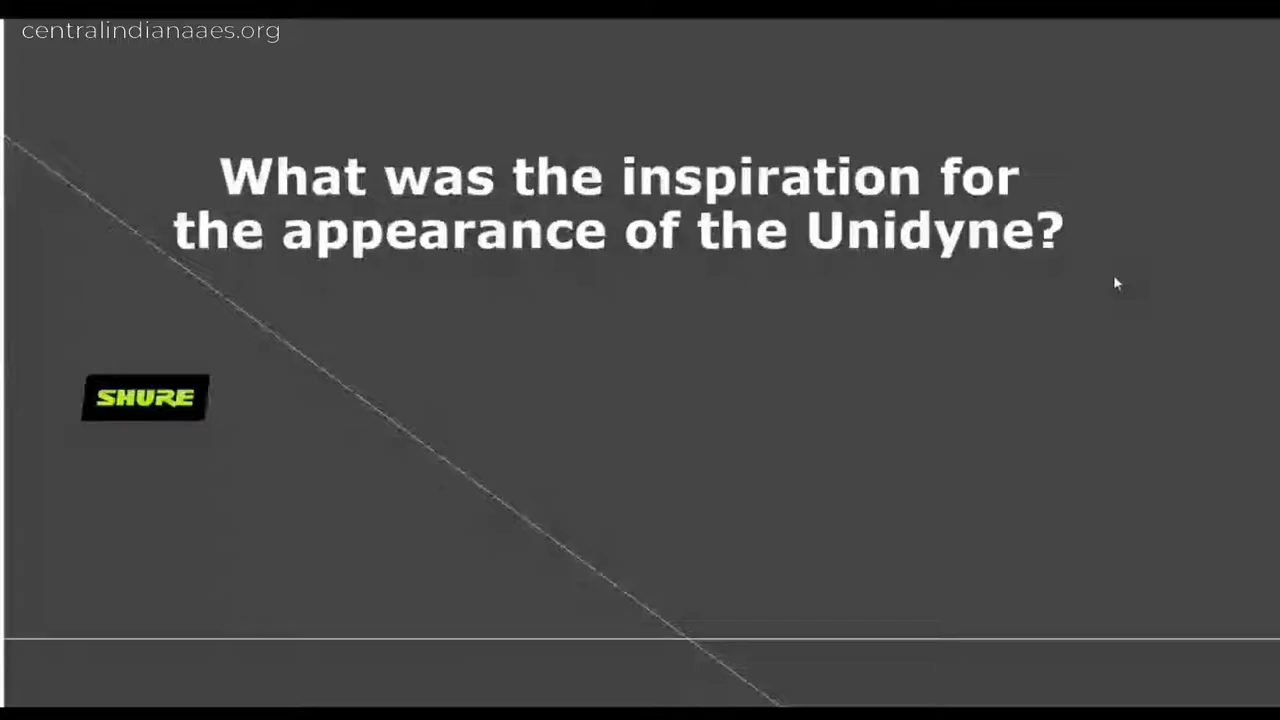 centralindianaaes.org
What was the inspiration for
the appearance of the Unidyne?
SHURE